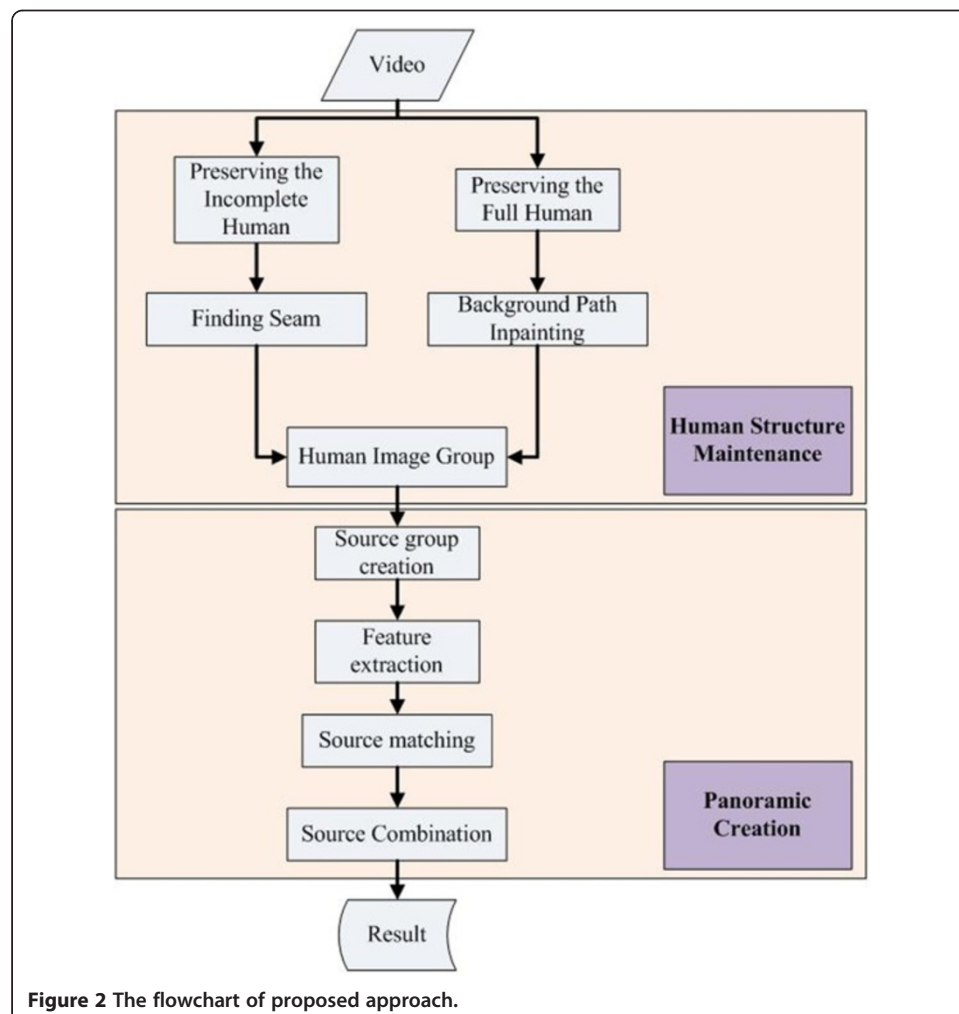 Video
Preserving the
Incomplete
Human
Preserving the
Full Human
Finding Seam
Background Path
Inpainting
Human Image Group
Human Structure
Maintenance
Source group
creation
Feature
extraction
Source matching
Source Combination
Panoramic
Creation
Result
Figure 2 The flowchart of proposed approach.